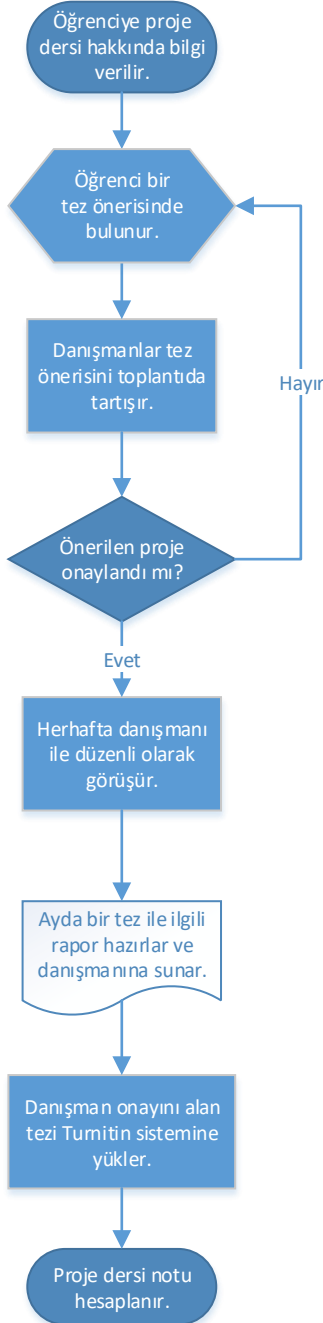 Öğrenciye proje
dersi hakkında bilgi
verilir.
Öğrenci bir
tez önerisinde
bulunur.
Danışmanlar tez
önerisini toplantıda
tartışır.
Hayır
Önerilen proje
onaylandı mı?
Evet
Herhafta danışmanı
ile düzenli olarak
görüşür.
Ayda bir tez ile ilgili
rapor hazırlar ve
danışmanına sunar.
Danışman onayını alan
tezi Turnitin sistemine
yükler.
Proje dersi notu
hesaplanır.